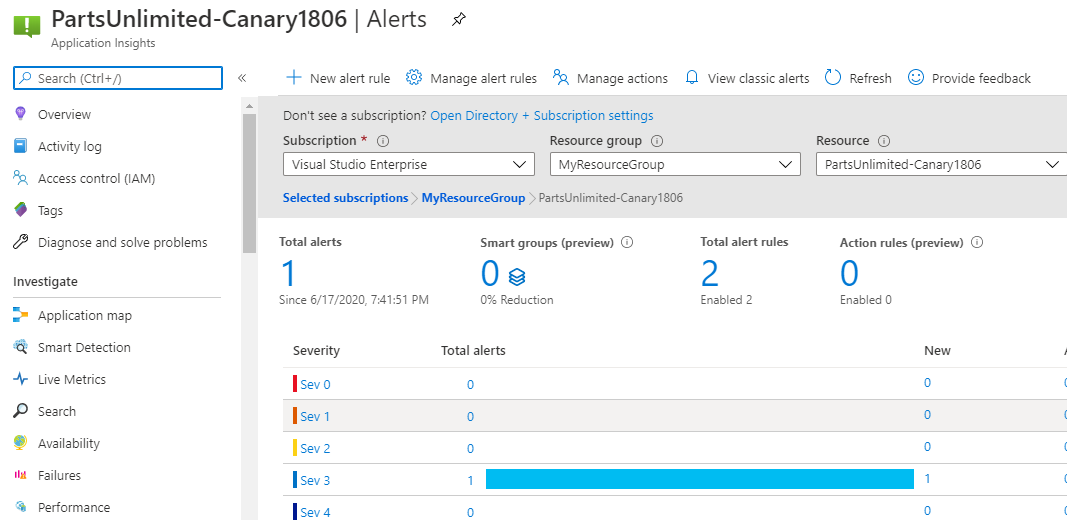 PartsUnlimited-Canary1806 | Alerts
Application Insights
Search (Ctrl+/)
«
New alert rule
Manage alert rules
Manage actions
View classic alerts
Refresh
Provide feedback
Overview
Activity log
Access control (IAM)
Tags
Diagnose and solve problems
Investigate
Application map
Smart Detection
Live Metrics
Search
Availability
Failures
Performance
Don't see a subscription? Open Directory + Subscription settings
Subscription *
Resource group
Resource
Visual Studio Enterprise
MyResourceGroup
PartsUnlimited-Canary1806
Selected subscriptions > MyResourceGroup > PartsUnlimited-Canary1806
Total alerts
1
Since 6/17/2020, 7:41:51 PM
Smart groups (preview)
0
0% Reduction
Total alert rules
2
Enabled 2
Action rules (preview)
0
Enabled 0
Severity Total alerts New
Sev 0 0 0
Sev 1 0 0
Sev 2 0 0
Sev 3 1 1
Sev 4 0 0